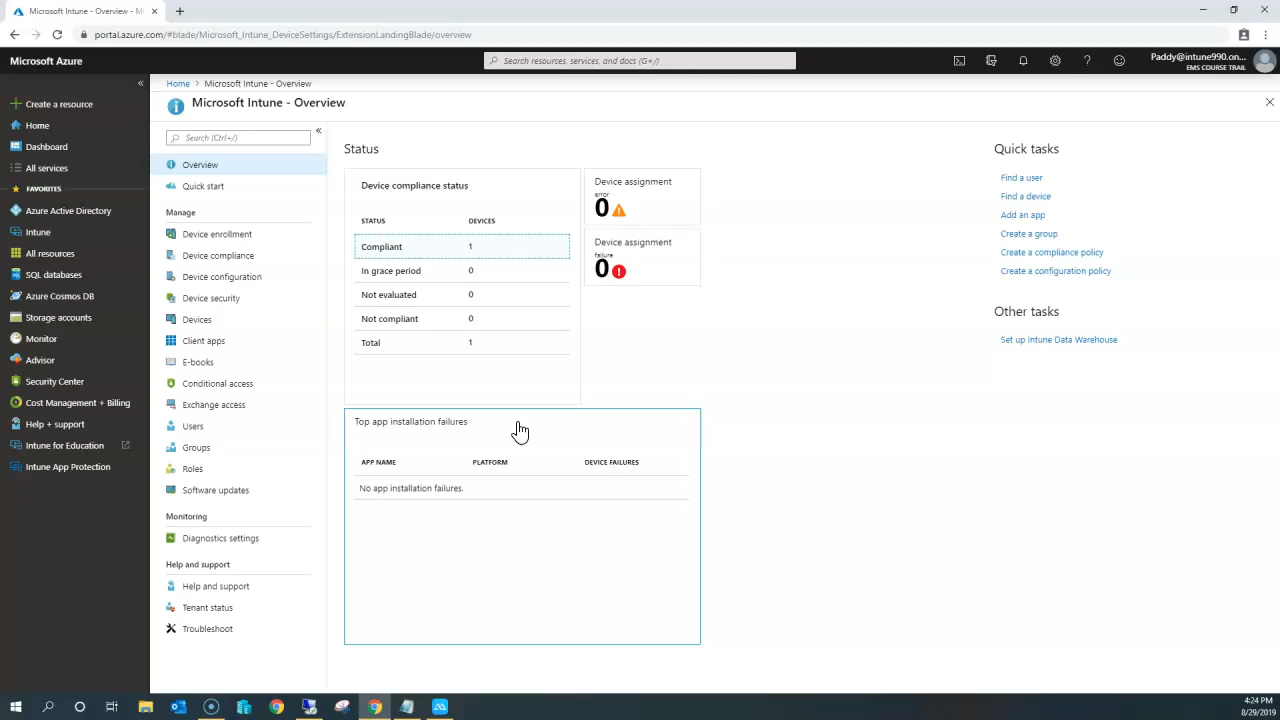 Microsoft Intune - Overview - Mi
portal.azure.com/#blade/Microsoft_Intune_DeviceSettings/ExtensionLandingBlade/overview
Microsoft Azure
Search resources, services, and docs (G+/)
Paddy@intune990.on...
EMS COURSE TRAIL
Create a resource
Home
Dashboard
All services
FAVORITES
Azure Active Directory
Intune
All resources
SQL databases
Azure Cosmos DB
Storage accounts
Monitor
Advisor
Security Center
Cost Management + Billing
Help + support
Intune for Education
Intune App Protection
Home > Microsoft Intune - Overview
Microsoft Intune - Overview
Search (Ctrl+/)
Overview
Quick start
Manage
Device enrollment
Device compliance
Device configuration
Device security
Devices
Client apps
E-books
Conditional access
Exchange access
Users
Groups
Roles
Software updates
Monitoring
Diagnostics settings
Help and support
Help and support
Tenant status
Troubleshoot
Status
Device compliance status
STATUS DEVICES
Compliant 1
In grace period 0
Not evaluated 0
Not compliant 0
Total 1
Device assignment
error
0
Device assignment
failure
0
Top app installation failures
APP NAME PLATFORM DEVICE FAILURES
No app installation failures.
Quick tasks
Find a user
Find a device
Add an app
Create a group
Create a compliance policy
Create a configuration policy
Other tasks
Set up Intune Data Warehouse
4:24 PM
8/29/2019